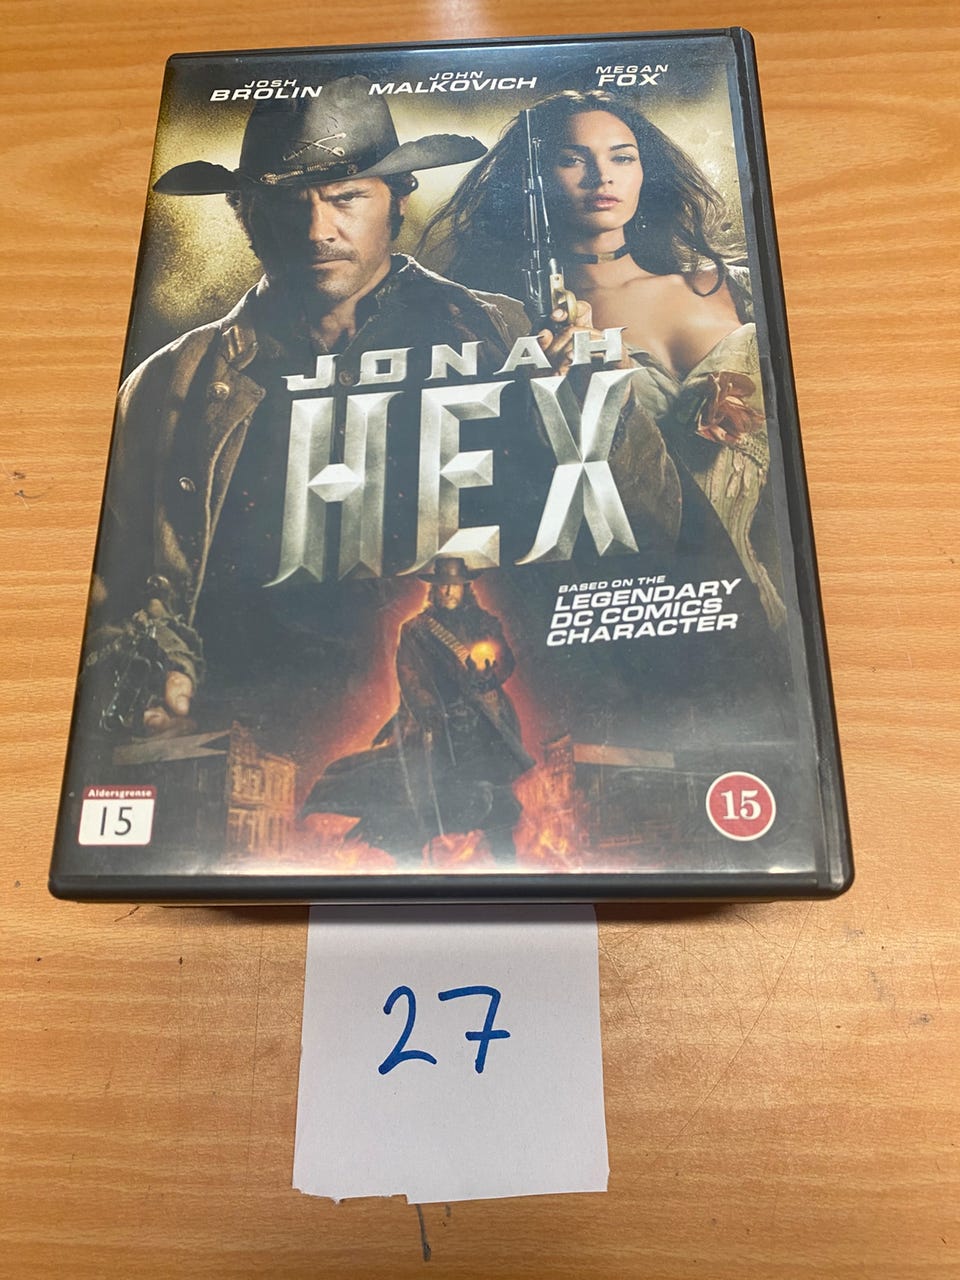 JOSH
BROLIN
JOHN
MALKOVICH
MEGAN
FOX
JONAH
HEX
BASED ON THE
LEGENDARY
DC COMICS
CHARACTER
Aldersgrense
15
15
27